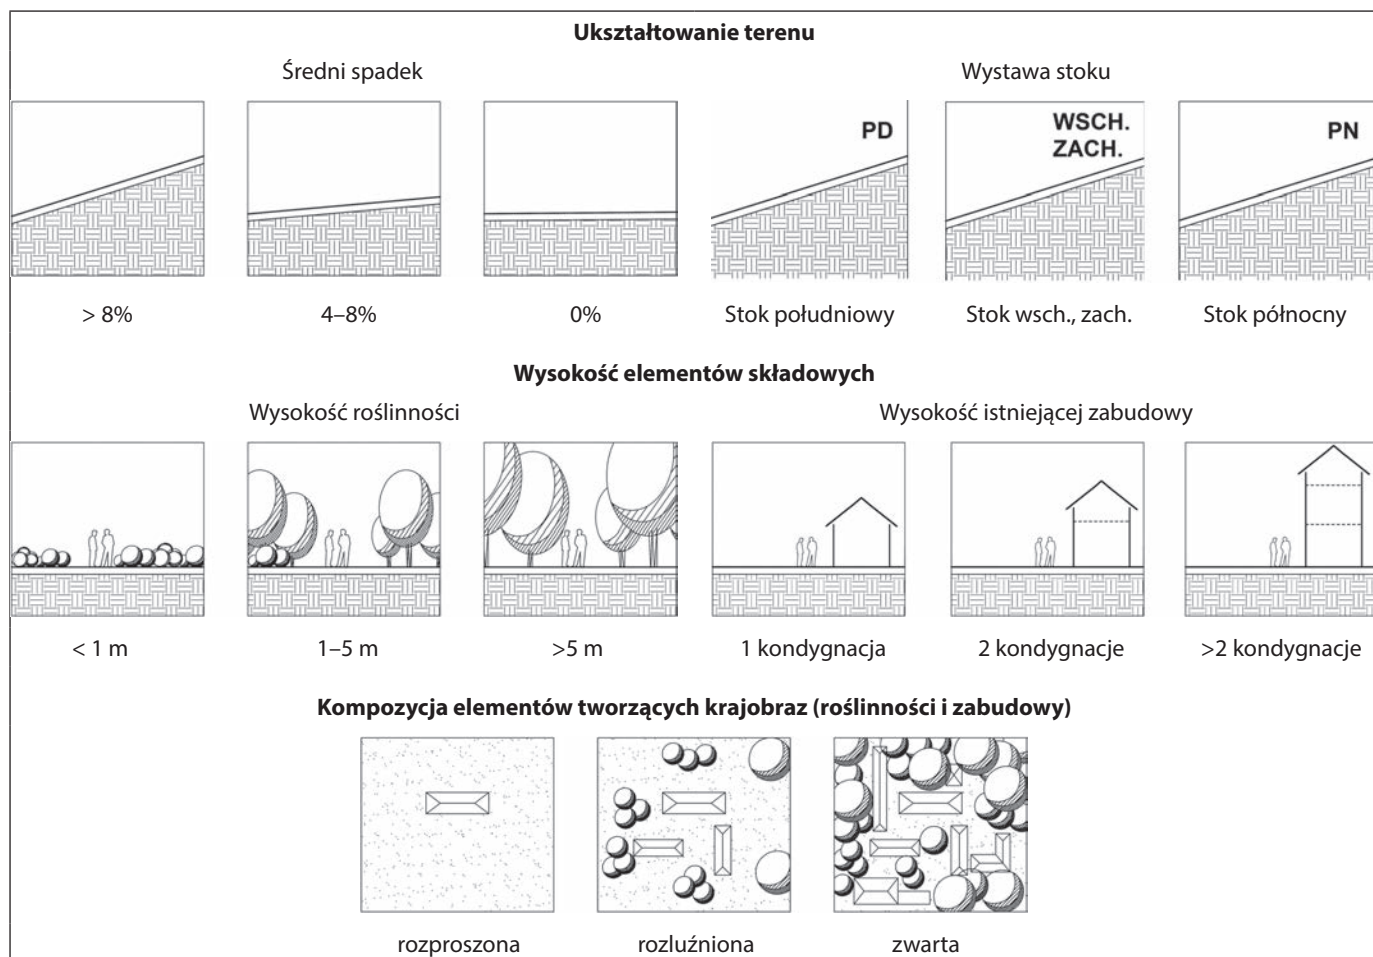 Ukształtowanie terenu
Średni spadek
Wystawa stoku
PD
WSCH.
ZACH.
PN
> 8%
4–8%
0%
Stok południowy
Stok wsch., zach.
Stok północny
Wysokość elementów składowych
Wysokość roślinności
Wysokość istniejącej zabudowy
< 1 m
1–5 m
>5 m
1 kondygnacja
2 kondygnacje
>2 kondygnacje
Kompozycja elementów tworzących krajobraz (roślinności i zabudowy)
rozproszona
rozluźniona
zwarta